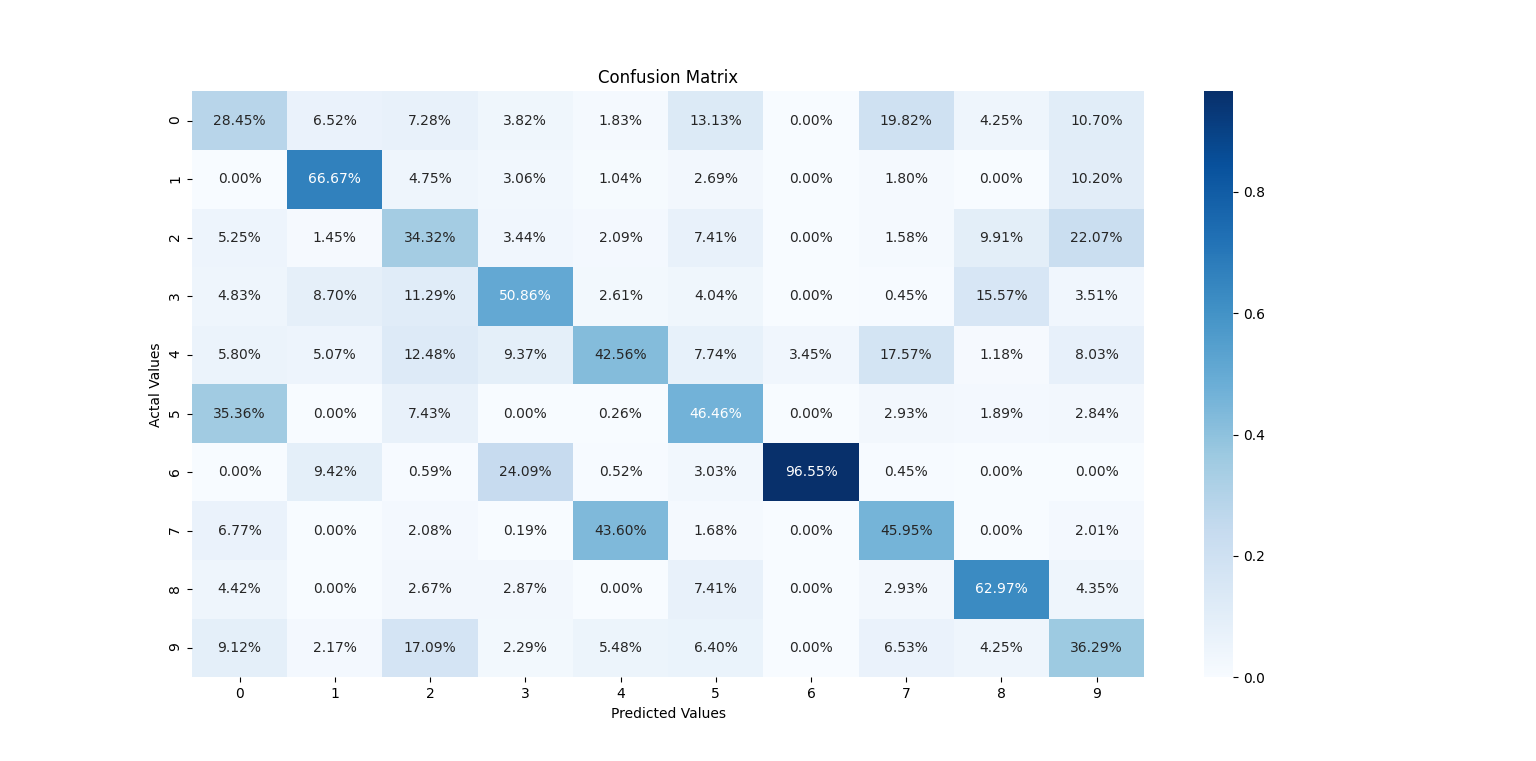 Confusion Matrix
0 28.45% 6.52% 7.28% 3.82% 1.83% 13.13% 0.00% 19.82% 4.25% 10.70%
1 0.00% 66.67% 4.75% 3.06% 1.04% 2.69% 0.00% 1.80% 0.00% 10.20%
2 5.25% 1.45% 34.32% 3.44% 2.09% 7.41% 0.00% 1.58% 9.91% 22.07%
3 4.83% 8.70% 11.29% 50.86% 2.61% 4.04% 0.00% 0.45% 15.57% 3.51%
4 5.80% 5.07% 12.48% 9.37% 42.56% 7.74% 3.45% 17.57% 1.18% 8.03%
5 35.36% 0.00% 7.43% 0.00% 0.26% 46.46% 0.00% 2.93% 1.89% 2.84%
6 0.00% 9.42% 0.59% 24.09% 0.52% 3.03% 96.55% 0.45% 0.00% 0.00%
7 6.77% 0.00% 2.08% 0.19% 43.60% 1.68% 0.00% 45.95% 0.00% 2.01%
8 4.42% 0.00% 2.67% 2.87% 0.00% 7.41% 0.00% 2.93% 62.97% 4.35%
9 9.12% 2.17% 17.09% 2.29% 5.48% 6.40% 0.00% 6.53% 4.25% 36.29%
0 1 2 3 4 5 6 7 8 9
Predicted Values
Actal Values
0.8
0.6
0.4
0.2
0.0